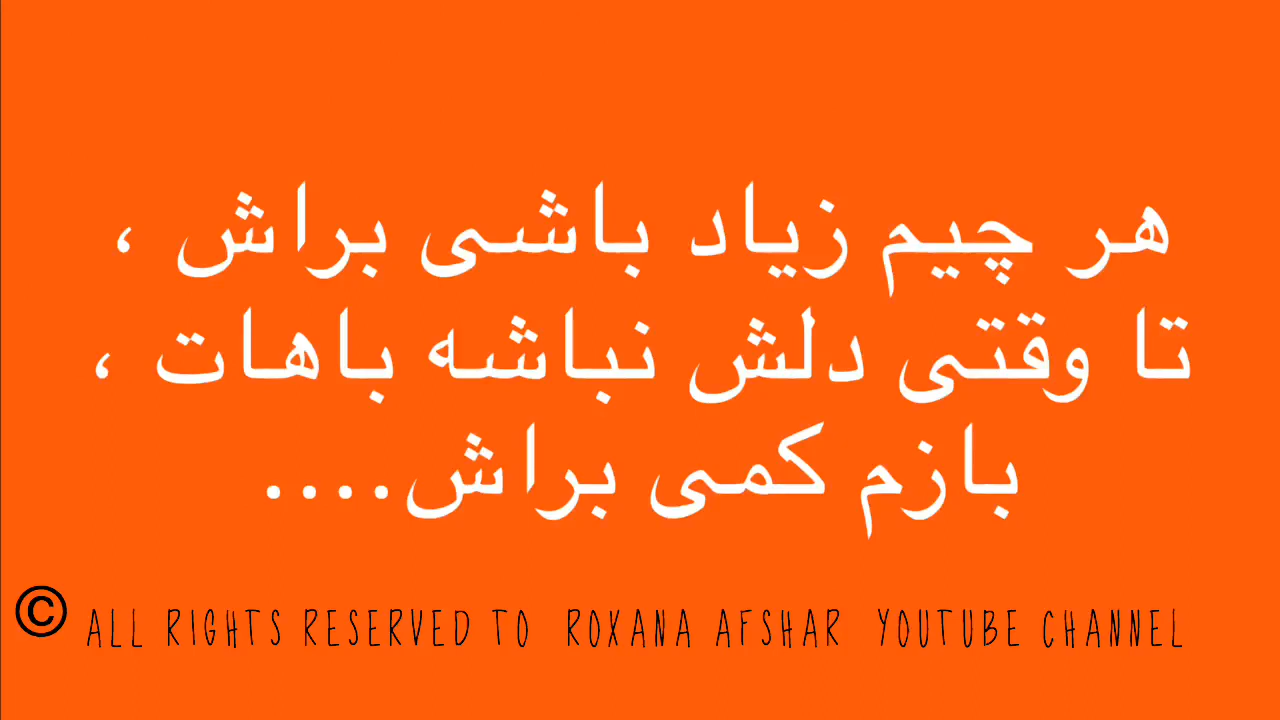 هر چیم زیاد باشی براش ،
تا وقتی دلش نباشه باهات ،
بازم کمی براش....
© ALL RIGHTS RESERVED TO ROXANA AFSHAR YOUTUBE CHANNEL